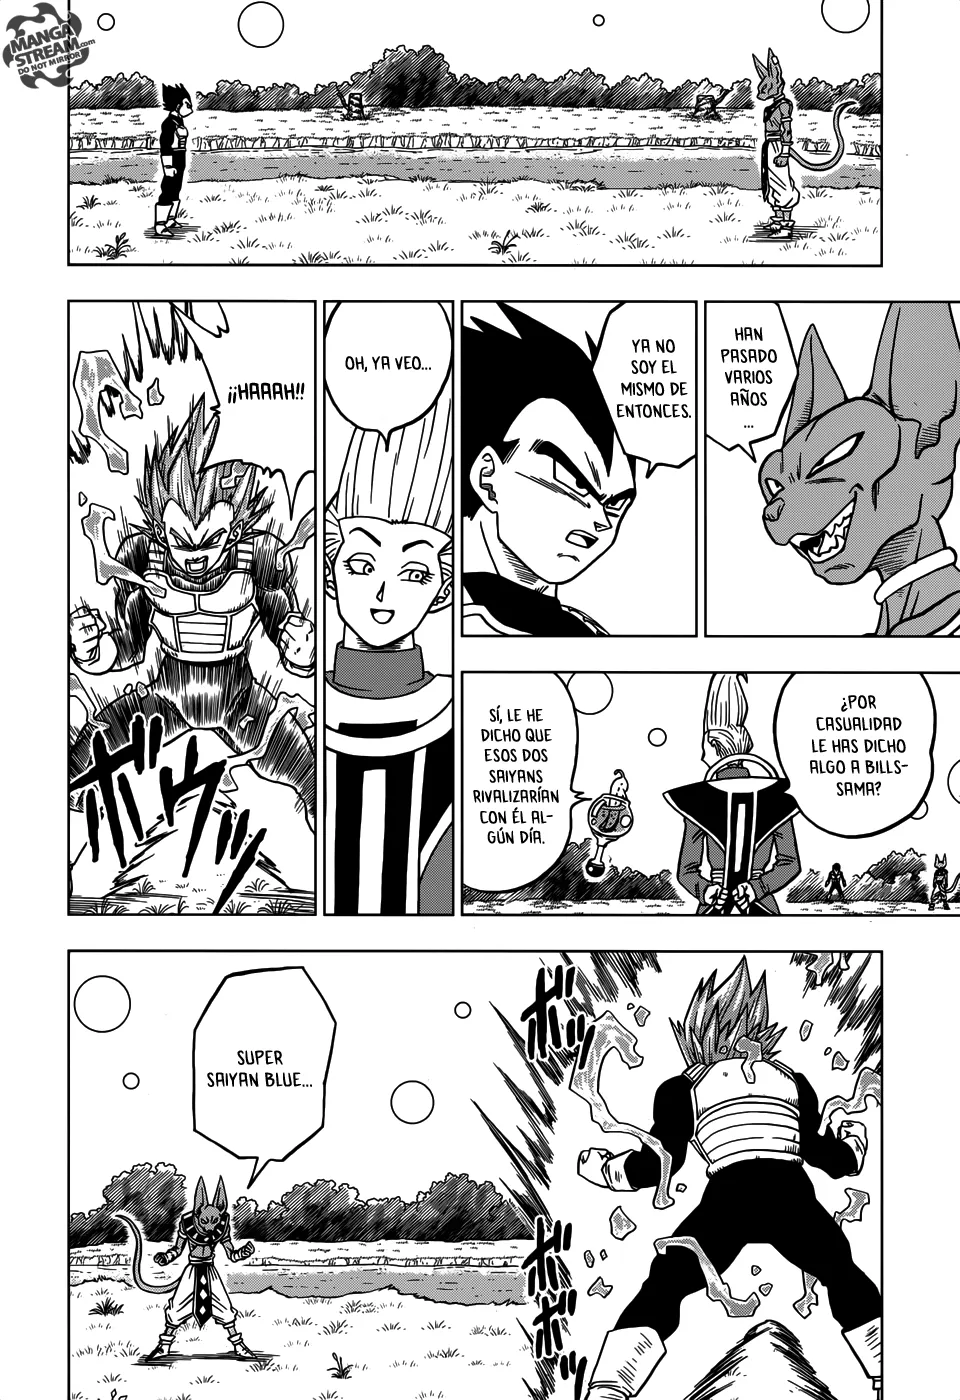 MANGA
STREAM.com
DO NOT MIRROR
HAN
PASADO
VARIOS
AÑOS
...
YA NO
SOY EL
MISMO DE
ENTONCES.
OH, YA VEO...
¡¡HAAAH!!
¿POR
CASUALIDAD
LE HAS DICHO
ALGO A BILLS-
SAMA?
SÍ, LE HE
DICHO QUE
ESOS DOS
SAIYANS
RIVALIZARÍAN
CON ÉL AL-
GÚN DÍA.
SUPER
SAIYAN BLUE...